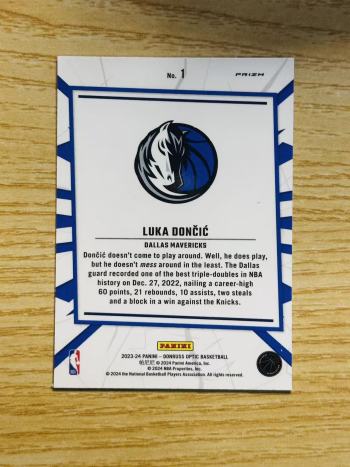 No. 1
PRIZM
LUKA DONČIĆ
DALLAS MAVERICKS
Dončić doesn't come to play around. Well, he does play,
but he doesn't mess around in the least. The Dallas
guard recorded one of the best triple-doubles in NBA
history on Dec. 27, 2022, nailing a career-high
60 points, 21 rebounds, 10 assists, two steals
and a block in a win against the Knicks.
PANINI
2023-24 PANINI - DONRUSS OPTIC BASKETBALL
帕尼尼 © 2024 Panini America, Inc.
© 2024 NBA Properties, Inc.
© 2024 the National Basketball Players Association. All rights reserved.